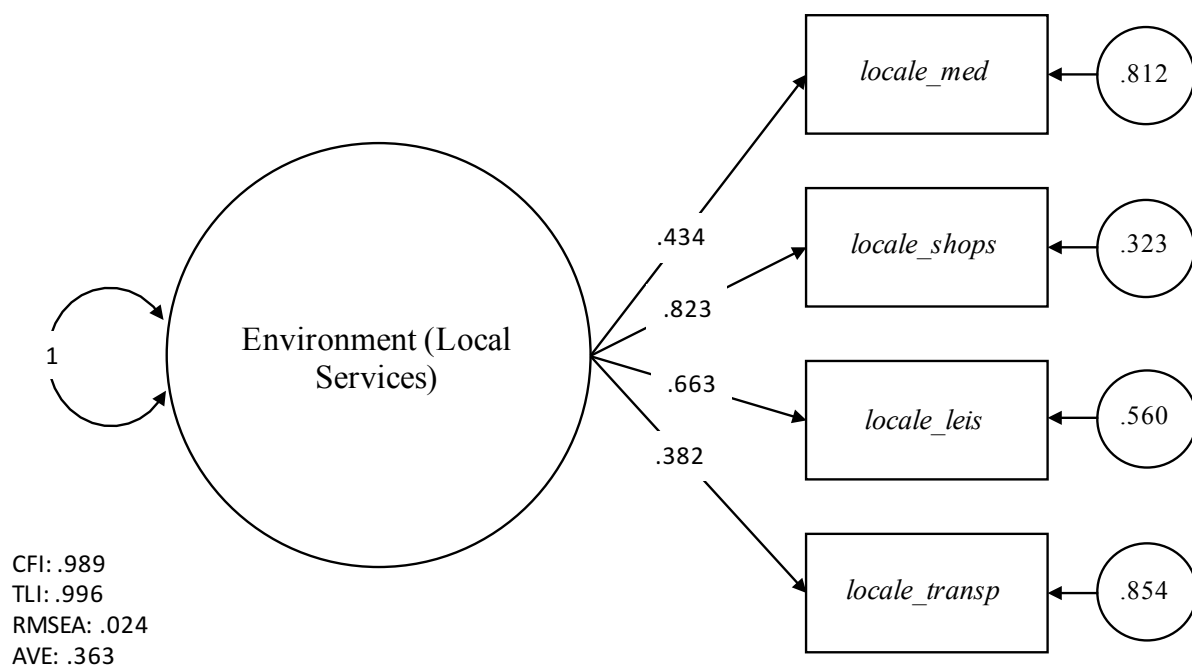 locale_med
.812
.434
locale_shops
.323
.823
1
Environment (Local
Services)
.663
locale_leis
.560
.382
locale_transp
.854
CFI: .989
TLI: .996
RMSEA: .024
AVE: .363